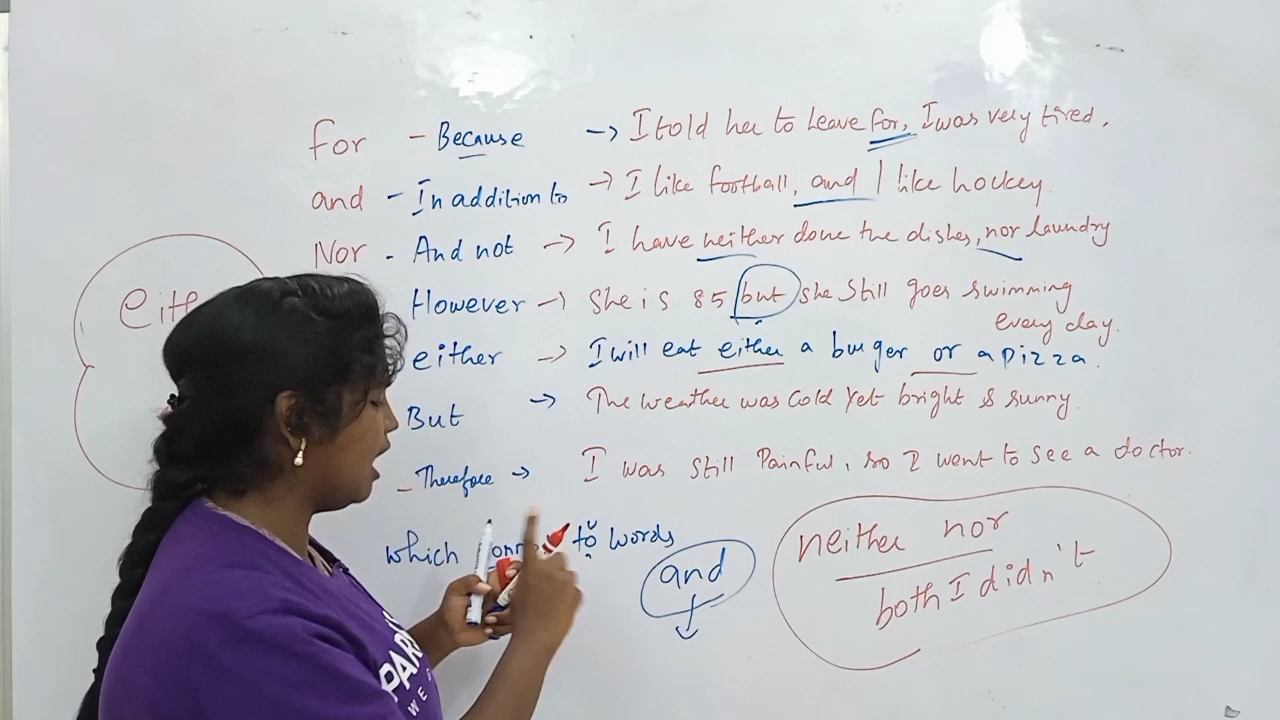 for - Because -> I told her to Leave for, I was very tired.
and - In addition to -> I like football, and I like hockey.
Nor - And not -> I have neither done the dishes, nor laundry
However -> She is 85 but she still goes swimming
every day.
either -> I will eat either a burger or a pizza.
But -> The weather was cold yet bright & sunny.
- Therefore -> I was still Painful, so I went to see a doctor.
which to words
and
neither nor
both I didn't
PAR
WE